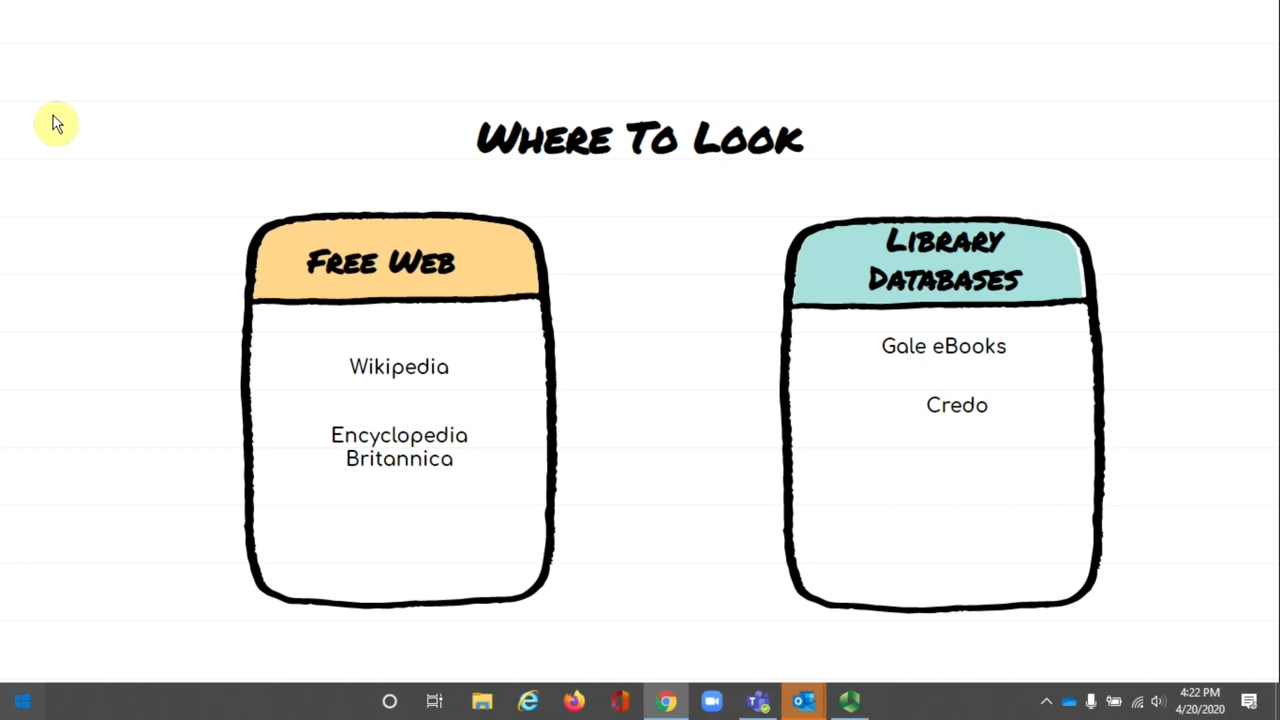 Where To Look
Free Web
Wikipedia
Encyclopedia
Britannica
Library
Databases
Gale eBooks
Credo
4:22 PM
4/20/2020